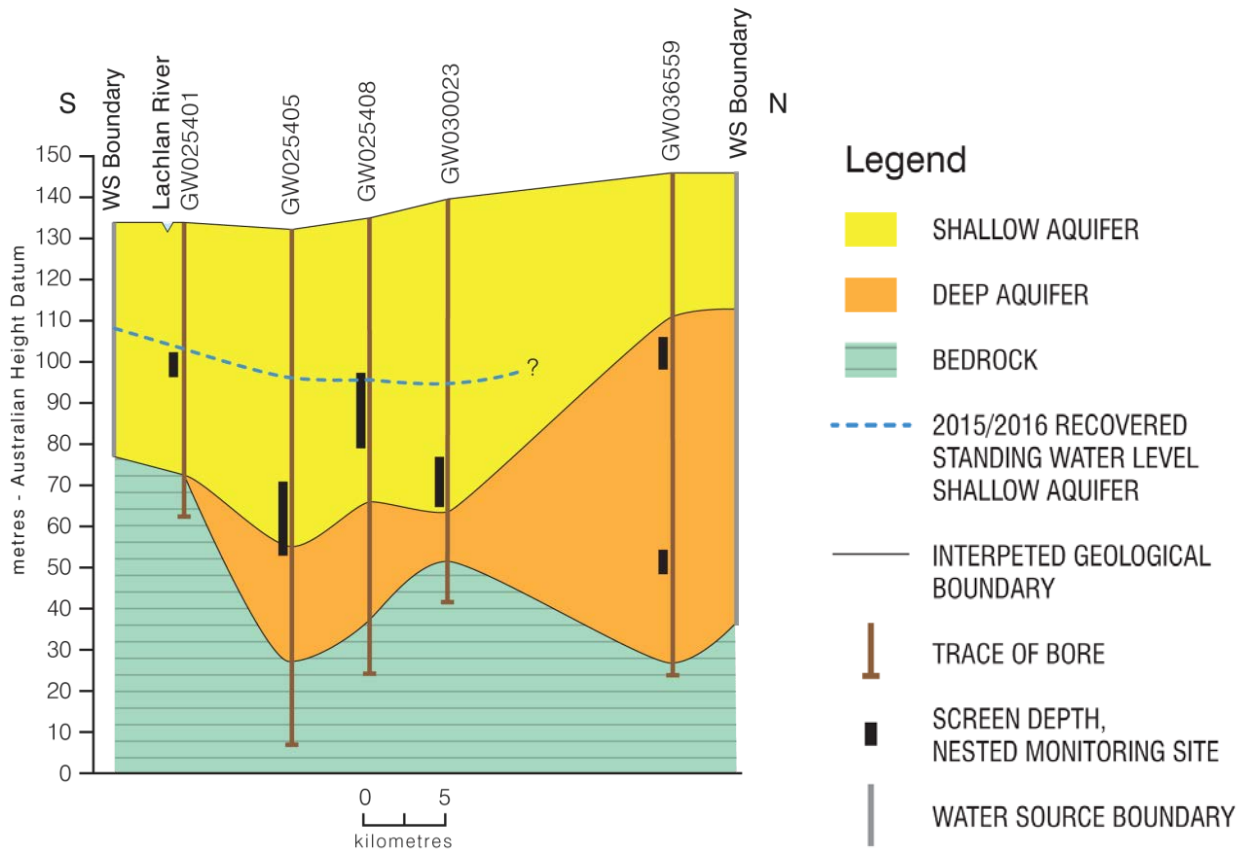 S
WS Boundary
Lachlan River
GW025401
GW025405
GW025408
GW030023
GW036559
WS Boundary
N
150
140
130
120
110
100
90
80
70
60
50
40
30
20
10
0
metres - Australian Height Datum
?
0 5
kilometres
Legend
SHALLOW AQUIFER
DEEP AQUIFER
BEDROCK
2015/2016 RECOVERED
STANDING WATER LEVEL
SHALLOW AQUIFER
INTERPETED GEOLOGICAL
BOUNDARY
TRACE OF BORE
SCREEN DEPTH,
NESTED MONITORING SITE
WATER SOURCE BOUNDARY